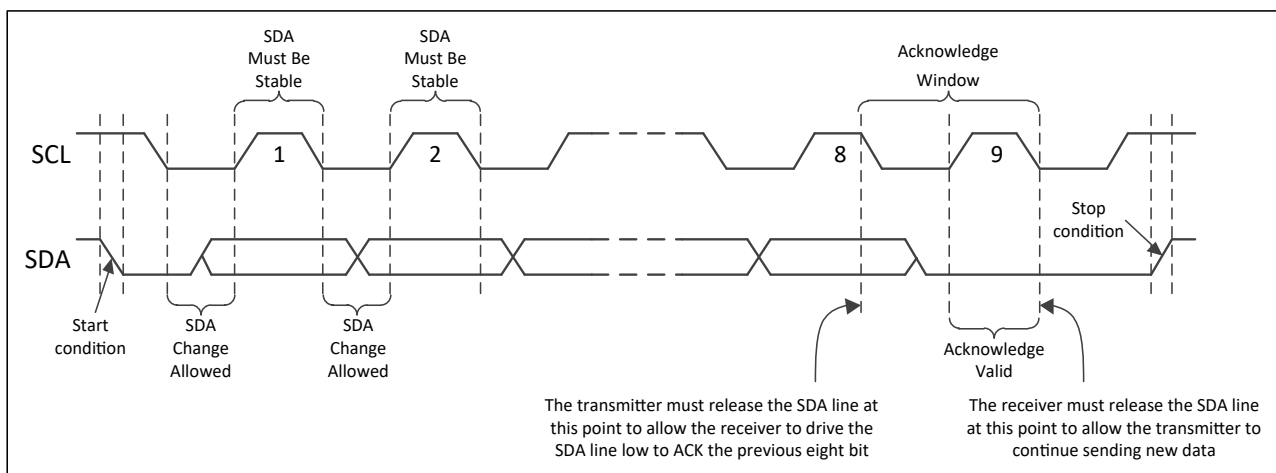 SDA
Must Be
Stable
SDA
Must Be
Stable
Acknowledge
Window
SCL
1
2
8
9
Stop
condition
SDA
Start
condition
SDA
Change
Allowed
SDA
Change
Allowed
Acknowledge
Valid
The transmitter must release the SDA line at
this point to allow the receiver to drive the
SDA line low to ACK the previous eight bit
The receiver must release the SDA line
at this point to allow the transmitter to
continue sending new data